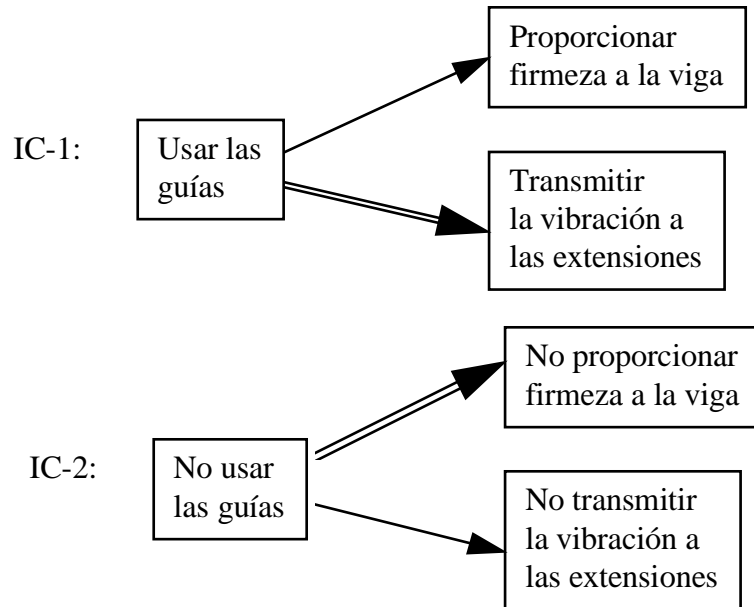 Proporcionar
firmeza a la viga
IC-1:
Usar las
guías
Transmitir
la vibración a
las extensiones
No proporcionar
firmeza a la viga
IC-2:
No usar
las guías
No transmitir
la vibración a
las extensiones